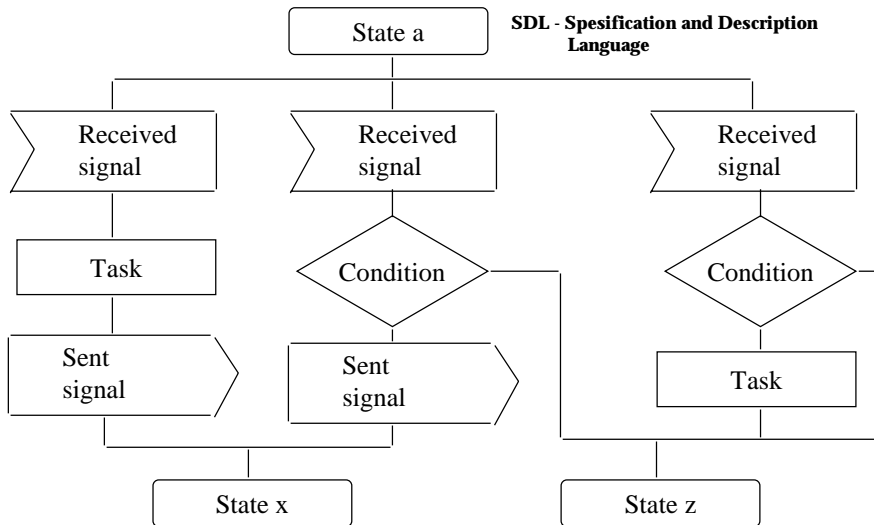 State a
SDL - Spesification and Description
Language
Received
signal
Received
signal
Received
signal
Task
Condition
Condition
Sent
signal
Sent
signal
Task
State x
State z